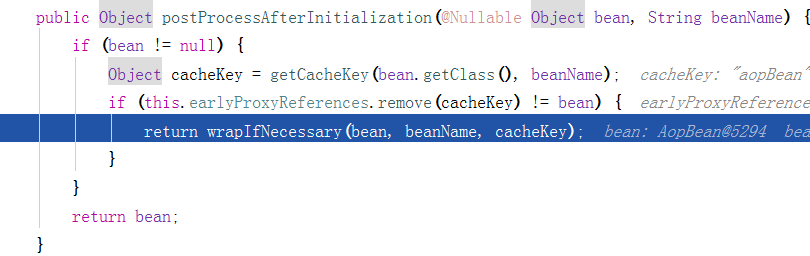 public Object postProcessAfterInitialization(@Nullable Object bean, String beanName) {
if (bean != null) {
Object cacheKey = getCacheKey(bean.getClass(), beanName); cacheKey: "aopBean"
if (this.earlyProxyReferences.remove(cacheKey) != bean) { earlyProxyReference
return wrapIfNecessary(bean, beanName, cacheKey); bean: AopBean@5294 bea
}
}
return bean;
}